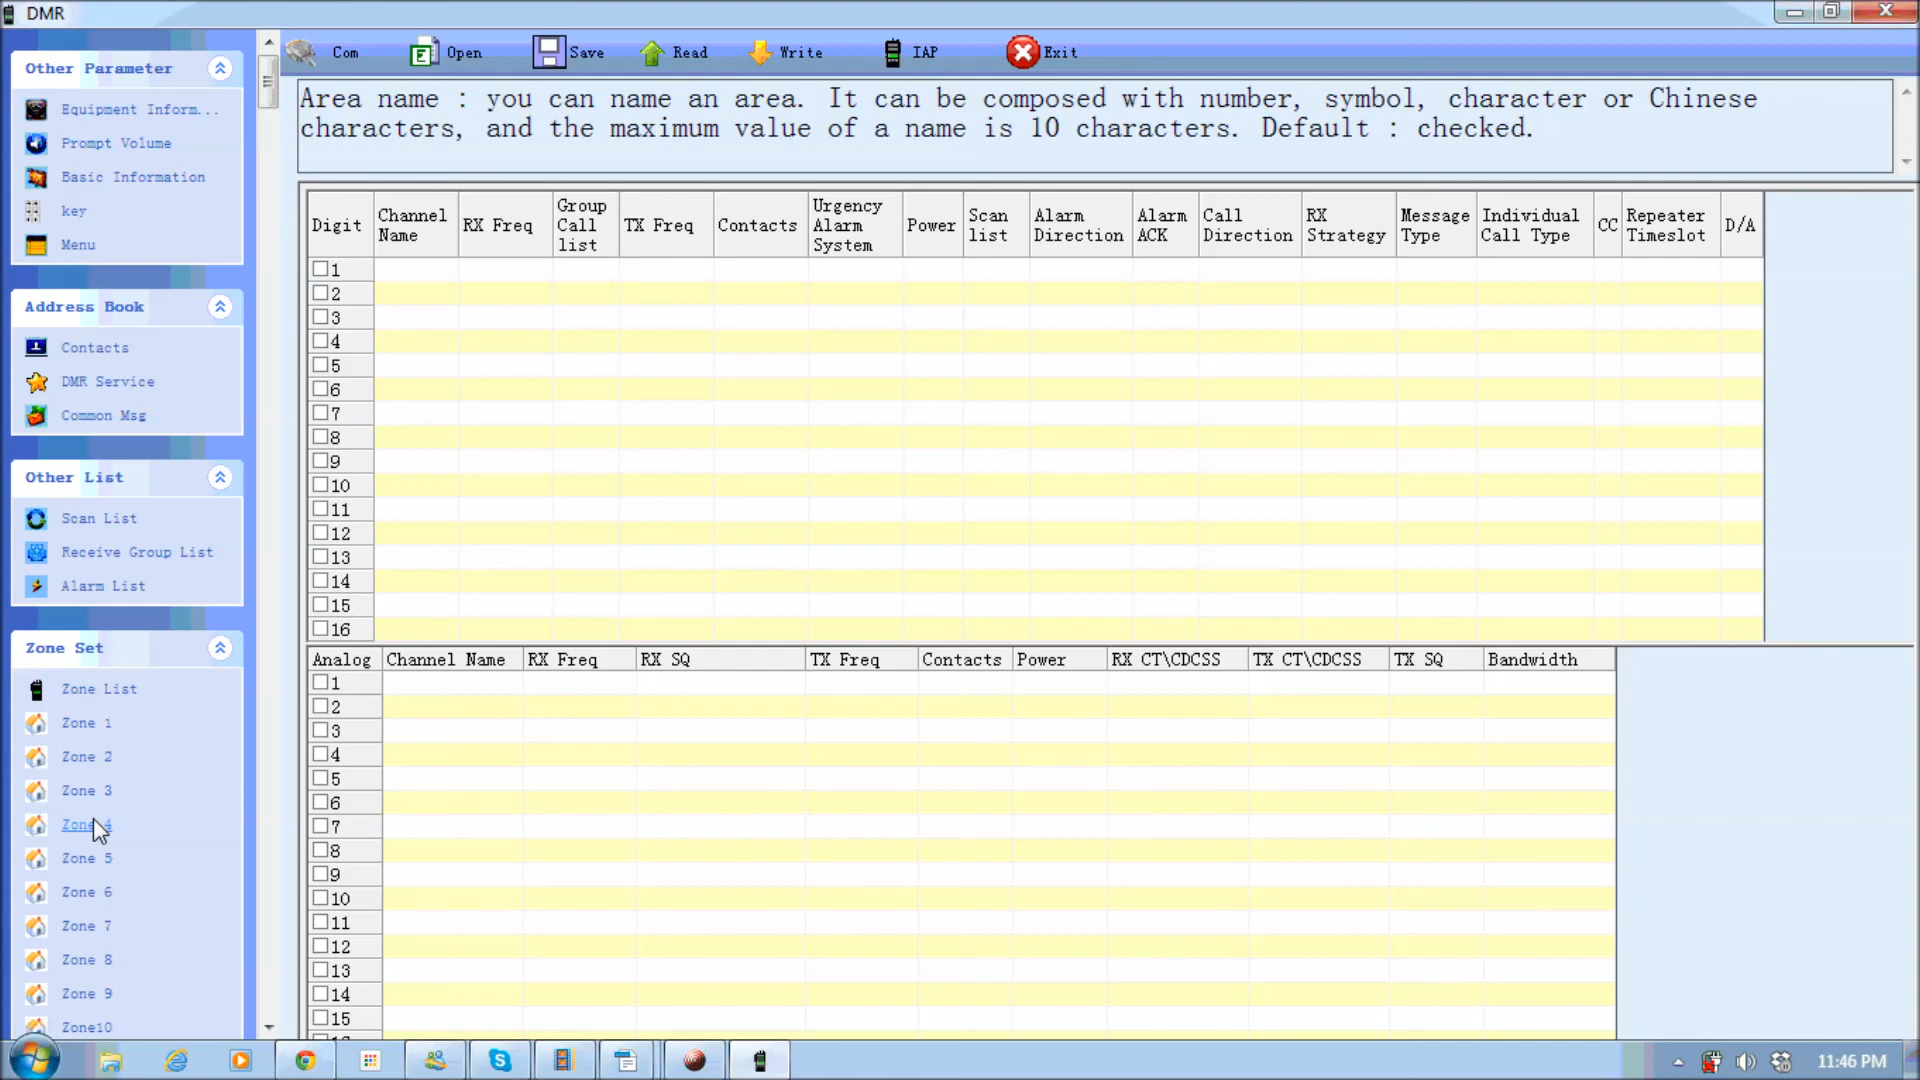 DMR
Com Open Save Read Write IAP Exit
Other Parameter
Equipment Inform...
Prompt Volume
Basic Information
key
Menu
Address Book
Contacts
DMR Service
Common Msg
Other List
Scan List
Receive Group List
Alarm List
Zone Set
Zone List
Zone 1
Zone 2
Zone 3
Zone 4
Zone 5
Zone 6
Zone 7
Zone 8
Zone 9
Zone10
Area name : you can name an area. It can be composed with number, symbol, character or Chinese
characters, and the maximum value of a name is 10 characters. Default : checked.
Digit Channel Name RX Freq Group Call list TX Freq Contacts Urgency Alarm System Power Scan list Alarm Direction Alarm ACK Call Direction RX Strategy Message Type Individual Call Type CC Repeater Timeslot D/A
1
2
3
4
5
6
7
8
9
10
11
12
13
14
15
16
Analog Channel Name RX Freq RX SQ TX Freq Contacts Power RX CT\CDCSS TX CT\CDCSS TX SQ Bandwidth
1
2
3
4
5
6
7
8
9
10
11
12
13
14
15
11:46 PM